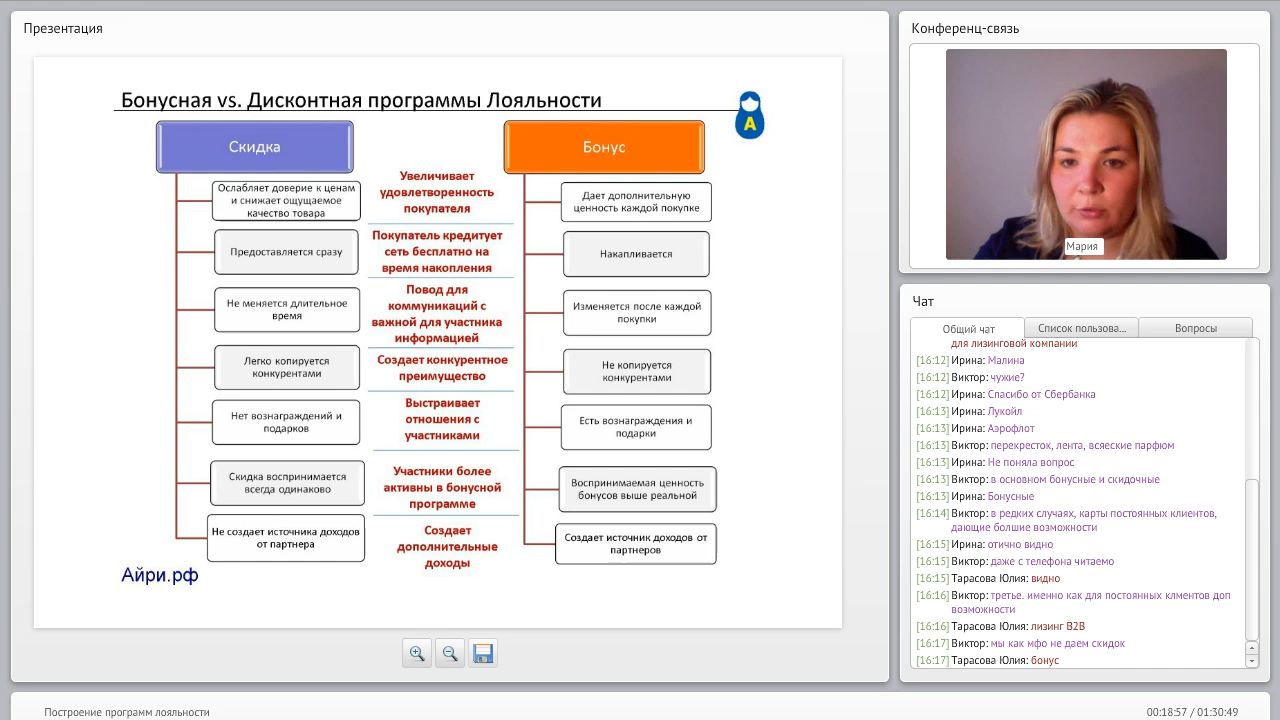 Презентация
Бонусная vs. Дисконтная программы Лояльности
А
Скидка
Ослабляет доверие к ценам
и снижает ощущаемое
качество товара
Предоставляется сразу
Не меняется длительное
время
Легко копируется
конкурентами
Нет вознаграждений и
подарков
Скидка воспринимается
всегда одинаково
Не создает источника доходов
от партнера
Увеличивает
удовлетворенность
покупателя
Покупатель кредитует
сеть бесплатно на
время накопления
Повод для
коммуникаций с
важной для участника
информацией
Создает конкурентное
преимущество
Выстраивает
отношения с
участниками
Участники более
активны в бонусной
программе
Создает
дополнительные
доходы
Бонус
Дает дополнительную
ценность каждой покупке
Накапливается
Изменяется после каждой
покупки
Не копируется
конкурентами
Есть вознаграждения и
подарки
Воспринимаемая ценность
бонусов выше реальной
Создает источник доходов от
партнеров
Айри.рф
Конференц-связь
Мария
Чат
Общий чат
Список пользова...
Вопросы
для лизинговой компании
[16:12] Ирина: Малина
[16:12] Виктор: чужие?
[16:12] Ирина: Спасибо от Сбербанка
[16:13] Ирина: Лукойл
[16:13] Ирина: Аэрофлот
[16:13] Виктор: перекресток, лента, всяеские парфюм
[16:13] Ирина: Не поняла вопрос
[16:13] Виктор: в основном бонусные и скидочные
[16:13] Ирина: Бонусные
[16:14] Виктор: в редких случаях, карты постоянных клиентов,
дающие болшие возможности
[16:15] Ирина: отично видно
[16:15] Виктор: даже с телефона читаемо
[16:15] Тарасова Юлия: видно
[16:16] Виктор: третье. именно как для постоянных клментов доп
возможности
[16:16] Тарасова Юлия: лизинг B2B
[16:17] Виктор: мы как мфо не даем скидок
[16:17] Тарасова Юлия: бонус
Построение программ лояльности
00:18:57 / 01:30:49